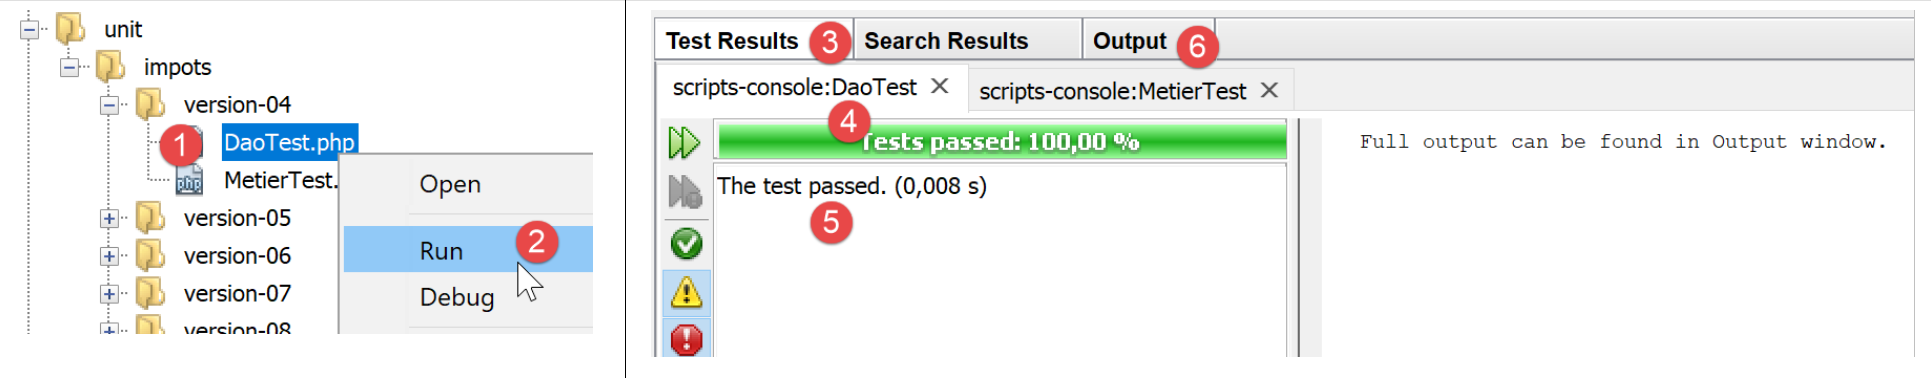 unit
impots
version-04
1 DaoTest.php
MetierTest.
version-05
version-06
version-07
version-08
Open
Run 2
Debug
Test Results 3 Search Results Output 6
scripts-console:DaoTest scripts-console:MetierTest
4
Tests passed: 100,00 %
The test passed. (0,008 s)
5
Full output can be found in Output window.
php